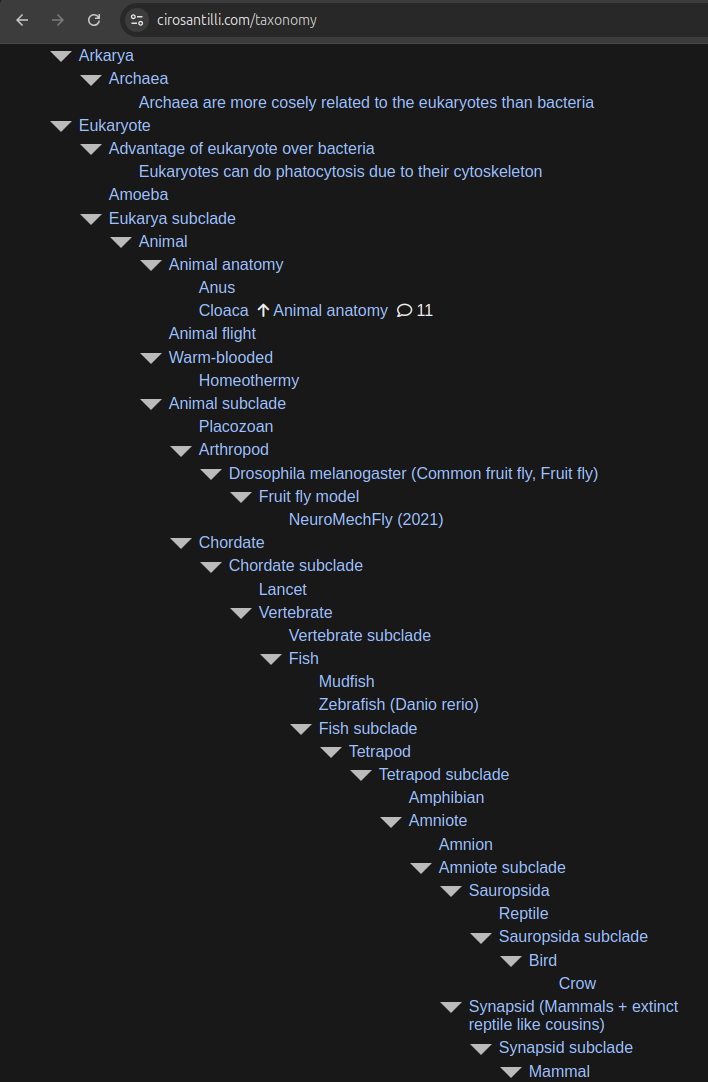 cirosantilli.com/taxonomy
Arkarya
Archaea
Archaea are more cosely related to the eukaryotes than bacteria
Eukaryote
Advantage of eukaryote over bacteria
Eukaryotes can do phatocytosis due to their cytoskeleton
Amoeba
Eukarya subclade
Animal
Animal anatomy
Anus
Cloaca ↑ Animal anatomy 11
Animal flight
Warm-blooded
Homeothermy
Animal subclade
Placozoan
Arthropod
Drosophila melanogaster (Common fruit fly, Fruit fly)
Fruit fly model
NeuroMechFly (2021)
Chordate
Chordate subclade
Lancet
Vertebrate
Vertebrate subclade
Fish
Mudfish
Zebrafish (Danio rerio)
Fish subclade
Tetrapod
Tetrapod subclade
Amphibian
Amniote
Amnion
Amniote subclade
Sauropsida
Reptile
Sauropsida subclade
Bird
Crow
Synapsid (Mammals + extinct
reptile like cousins)
Synapsid subclade
Mammal